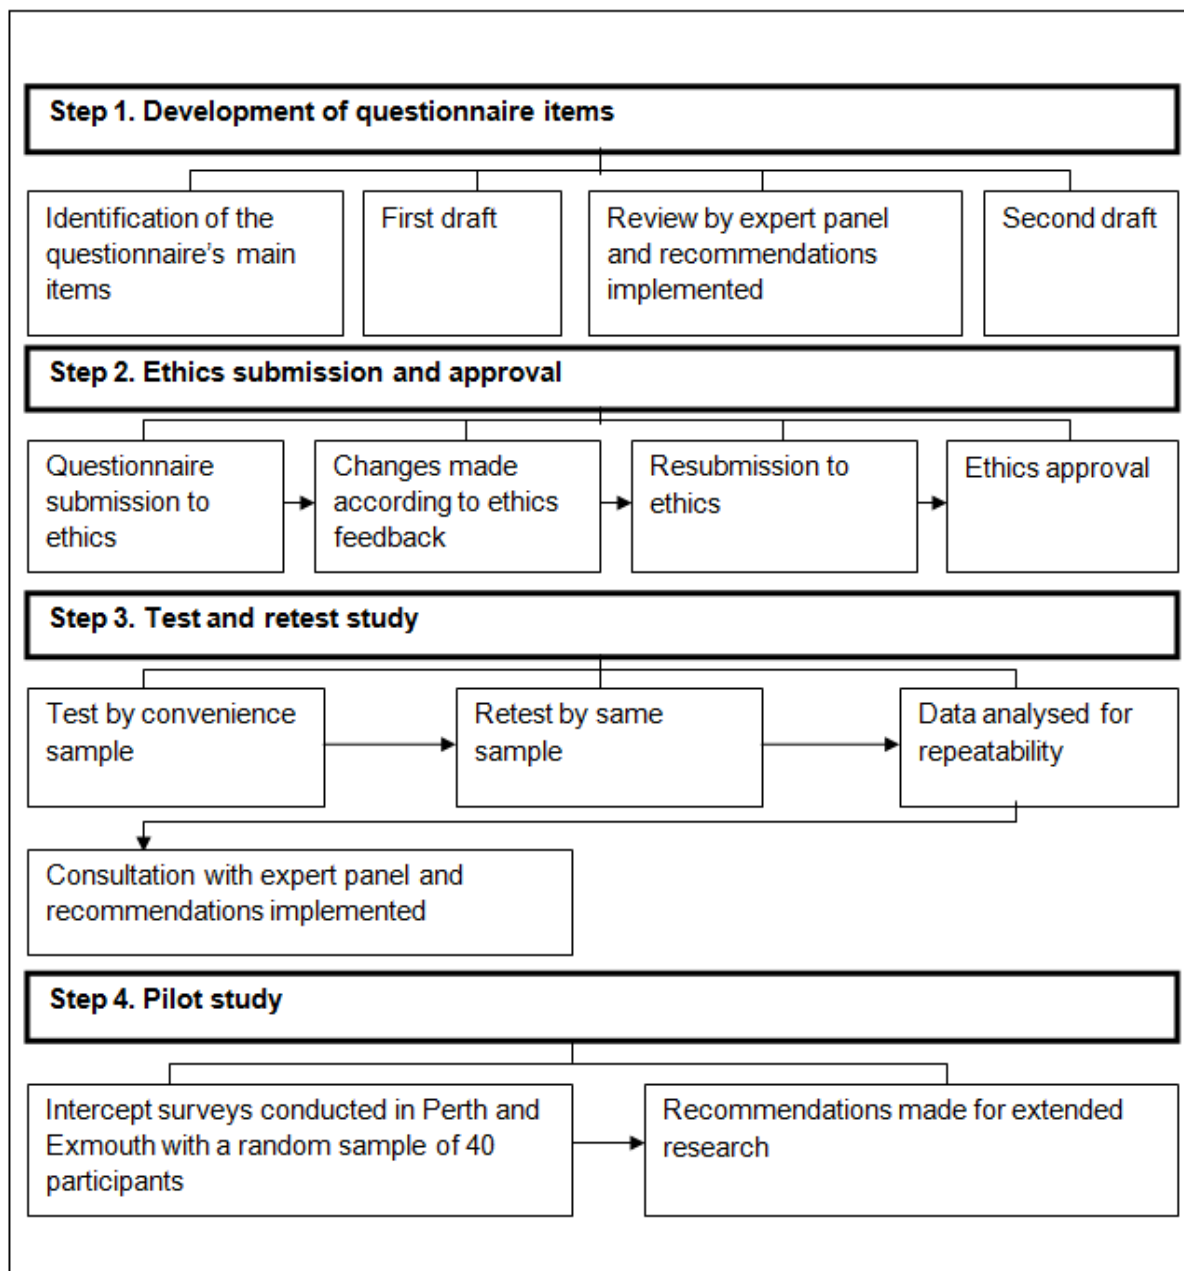 Step 1. Development of questionnaire items
Identification of the
questionnaire's main
items
First draft
Review by expert panel
and recommendations
implemented
Second draft
Step 2. Ethics submission and approval
Questionnaire
submission to
ethics
Changes made
according to ethics
feedback
Resubmission to
ethics
Ethics approval
Step 3. Test and retest study
Test by convenience
sample
Retest by same
sample
Data analysed for
repeatability
Consultation with expert panel and
recommendations implemented
Step 4. Pilot study
Intercept surveys conducted in Perth and
Exmouth with a random sample of 40
participants
Recommendations made for extended
research